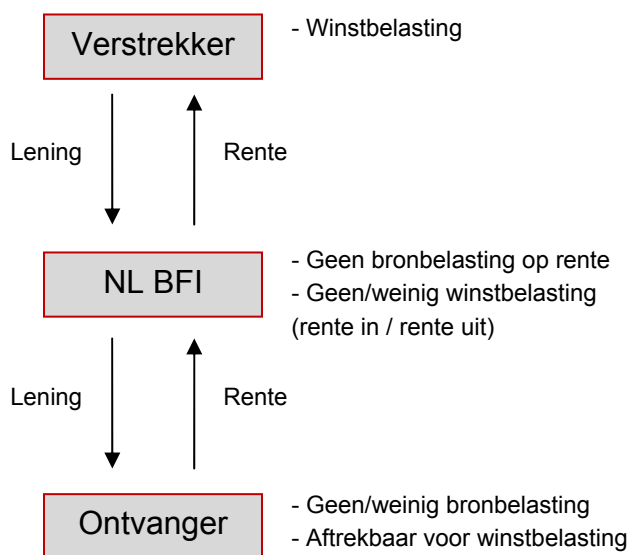 Verstrekker
- Winstbelasting
Lening
Rente
NL BFI
- Geen bronbelasting op rente
- Geen/weinig winstbelasting
(rente in / rente uit)
Lening
Rente
Ontvanger
- Geen/weinig bronbelasting
- Aftrekbaar voor winstbelasting